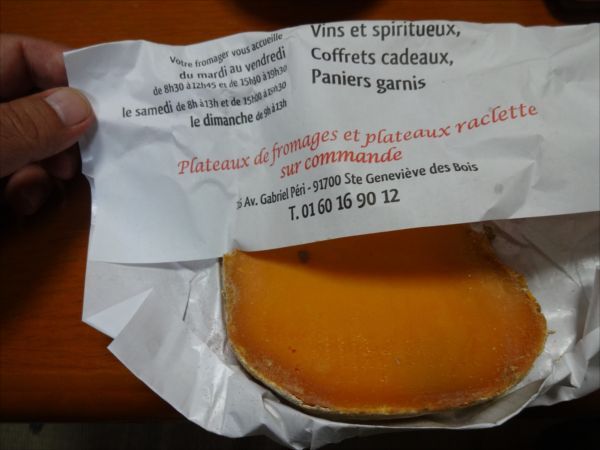 Votre fromager vous accueille
du mardi au vendredi
de 8h30 à 12h45 et de 15h30 à 19h30
le samedi de 8h à 13h et de 15h00 à 19h30
le dimanche de 9h à 13h
Vins et spiritueux,
Coffrets cadeaux,
Paniers garnis
Plateaux de fromages et plateaux raclette
sur commande
Av. Gabriel Péri - 91700 Ste Geneviève des Bois
T. 01 60 16 90 12